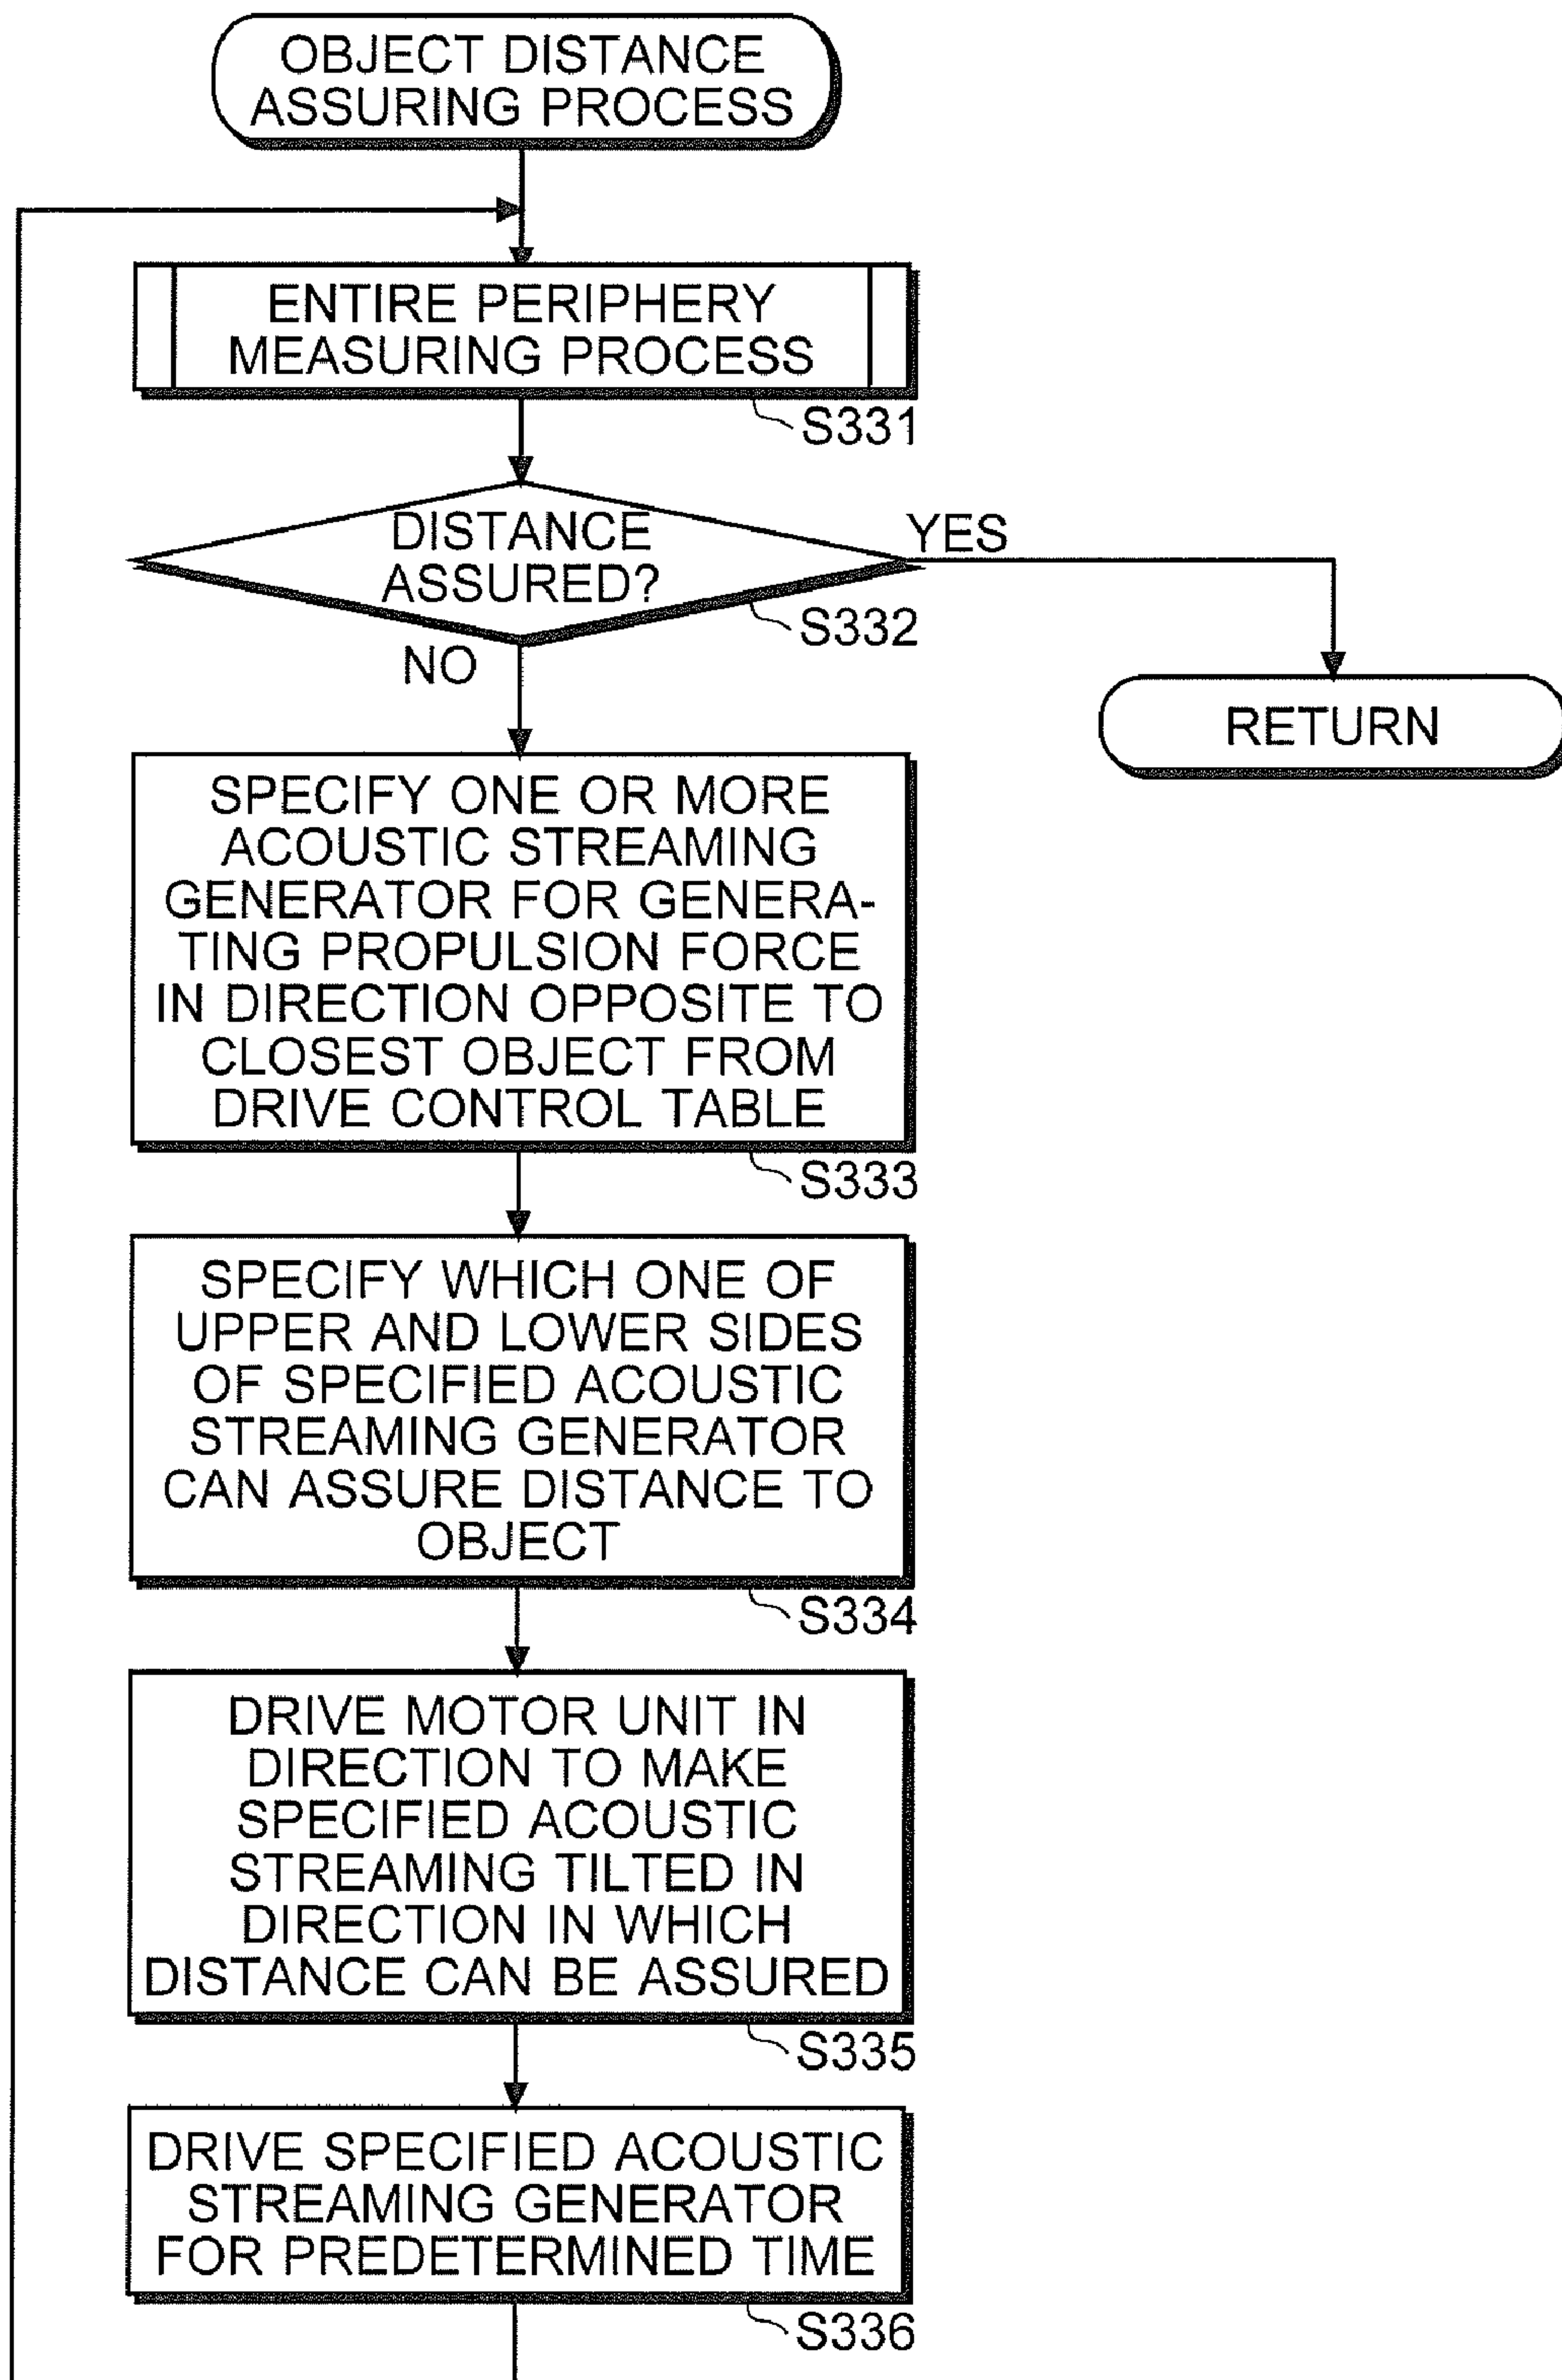 OBJECT DISTANCE
ASSURING PROCESS
ENTIRE PERIPHERY
MEASURING PROCESS
S331
DISTANCE
ASSURED?
YES
S332
NO
RETURN
SPECIFY ONE OR MORE
ACOUSTIC STREAMING
GENERATOR FOR GENERA-
TING PROPULSION FORCE
IN DIRECTION OPPOSITE TO
CLOSEST OBJECT FROM
DRIVE CONTROL TABLE
S333
SPECIFY WHICH ONE OF
UPPER AND LOWER SIDES
OF SPECIFIED ACOUSTIC
STREAMING GENERATOR
CAN ASSURE DISTANCE TO
OBJECT
S334
DRIVE MOTOR UNIT IN
DIRECTION TO MAKE
SPECIFIED ACOUSTIC
STREAMING TILTED IN
DIRECTION IN WHICH
DISTANCE CAN BE ASSURED
S335
DRIVE SPECIFIED ACOUSTIC
STREAMING GENERATOR
FOR PREDETERMINED TIME
S336